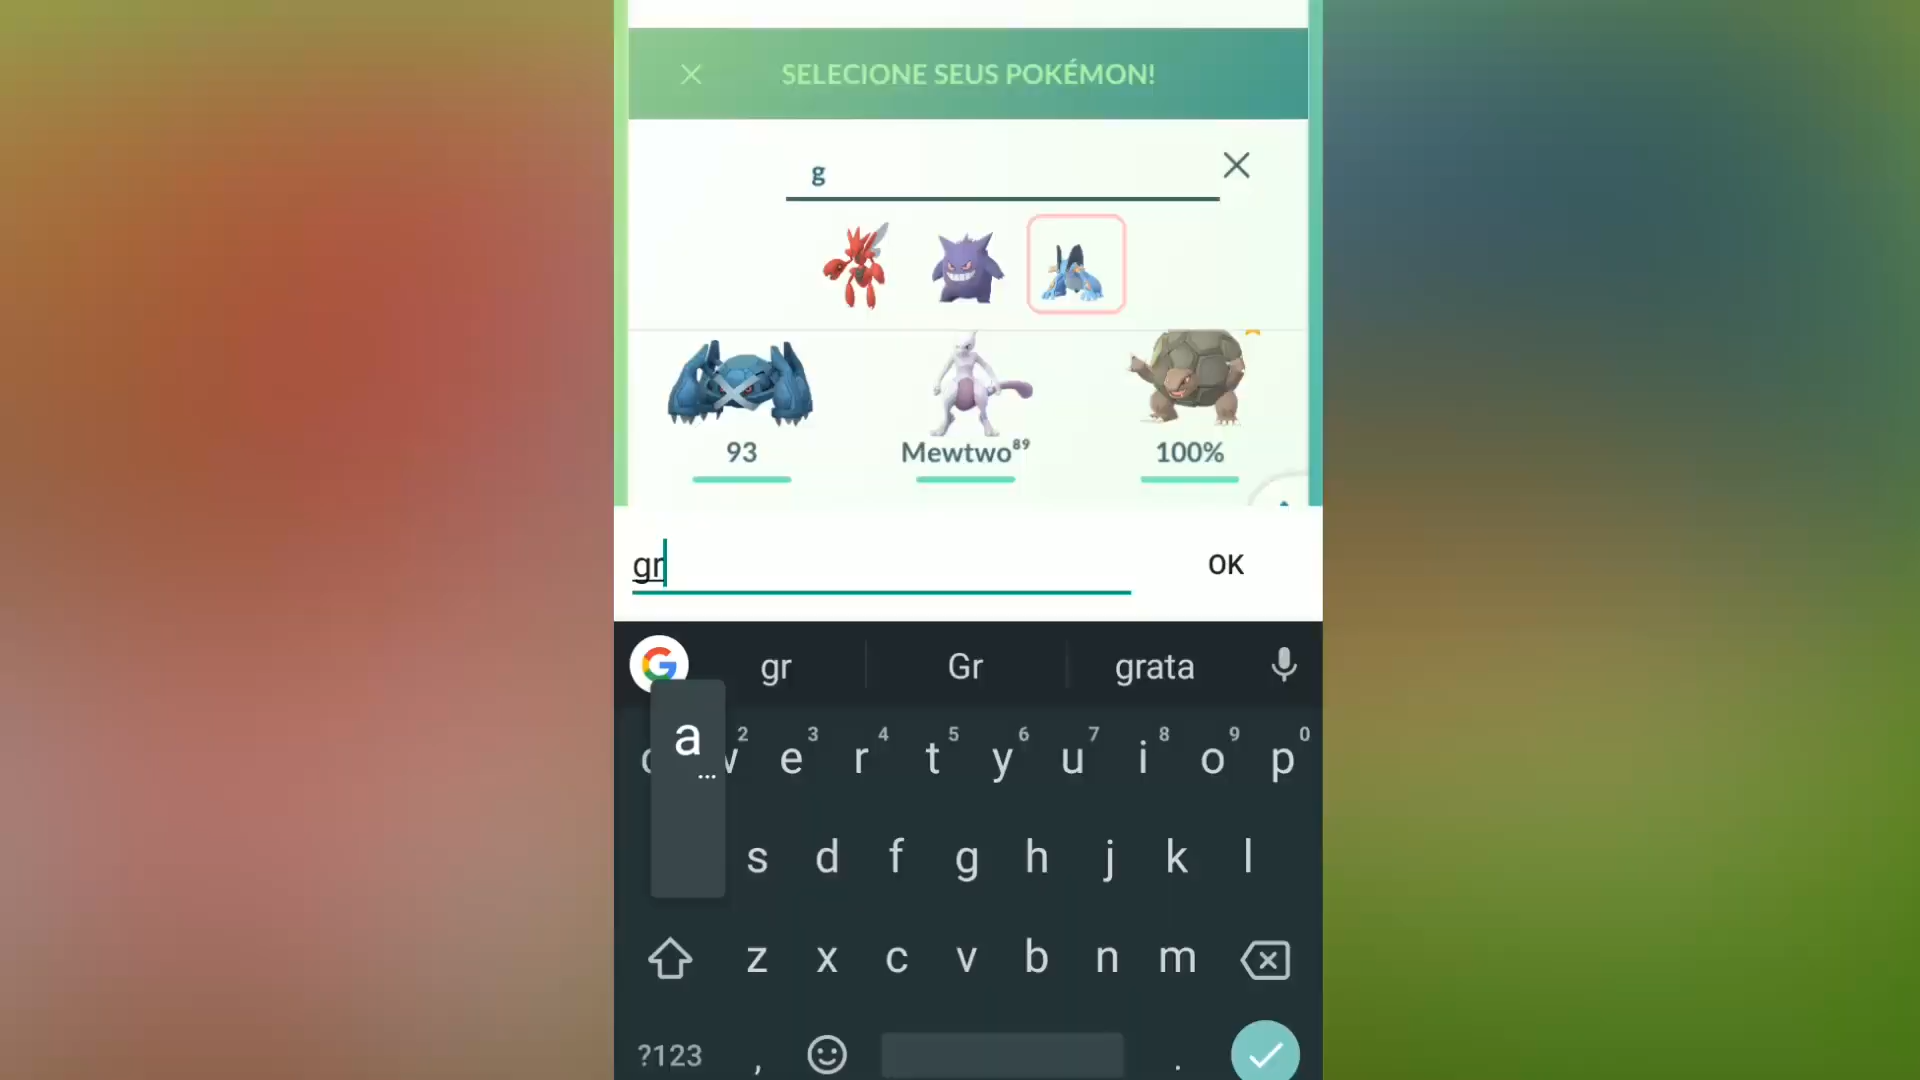 SELECIONE SEUS POKÉMON!
g
93 Mewtwo⁸⁹ 100%
gr OK
gr Gr grata
a...
2 3 4 5 6 7 8 9 0
e r t y u i o p
s d f g h j k l
z x c v b n m
?123 , .